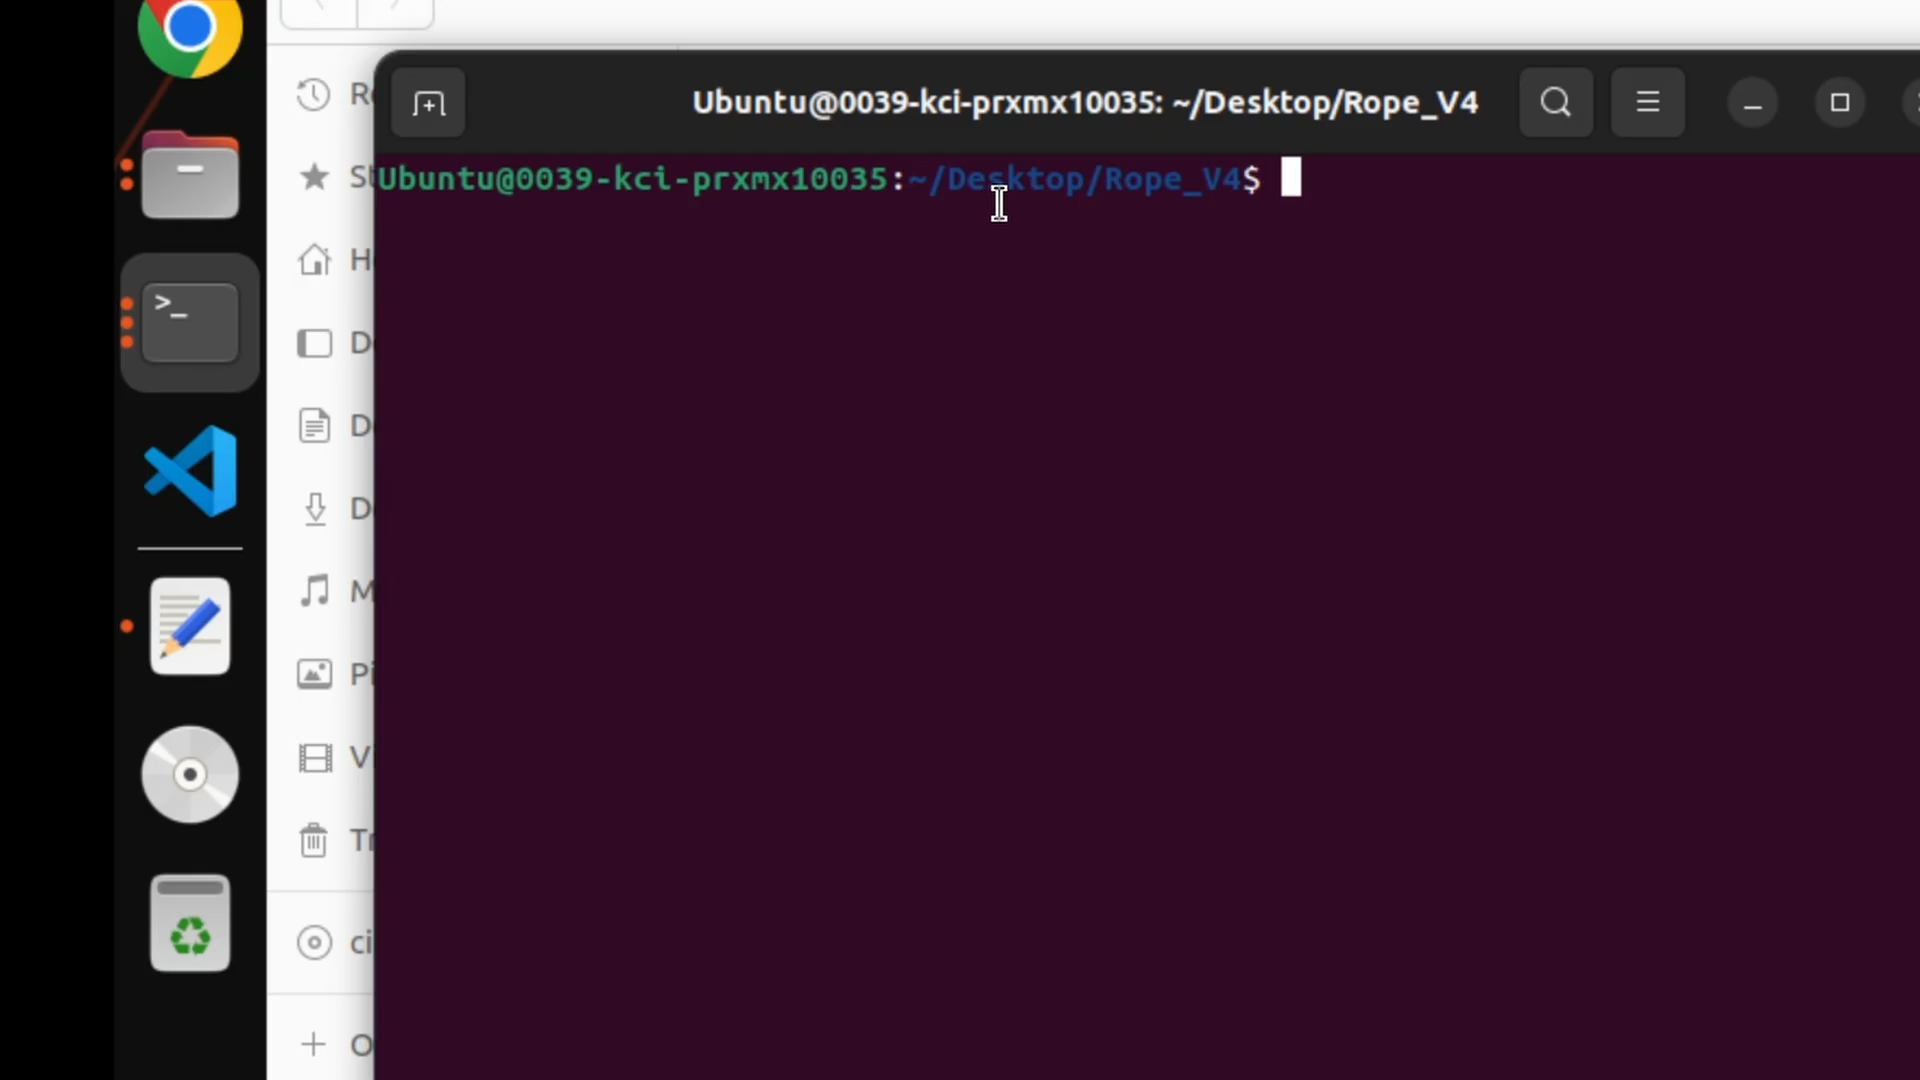 Ubuntu@0039-kci-prxmx10035: ~/Desktop/Rope_V4
Ubuntu@0039-kci-prxmx10035:~/Desktop/Rope_V4$
>_